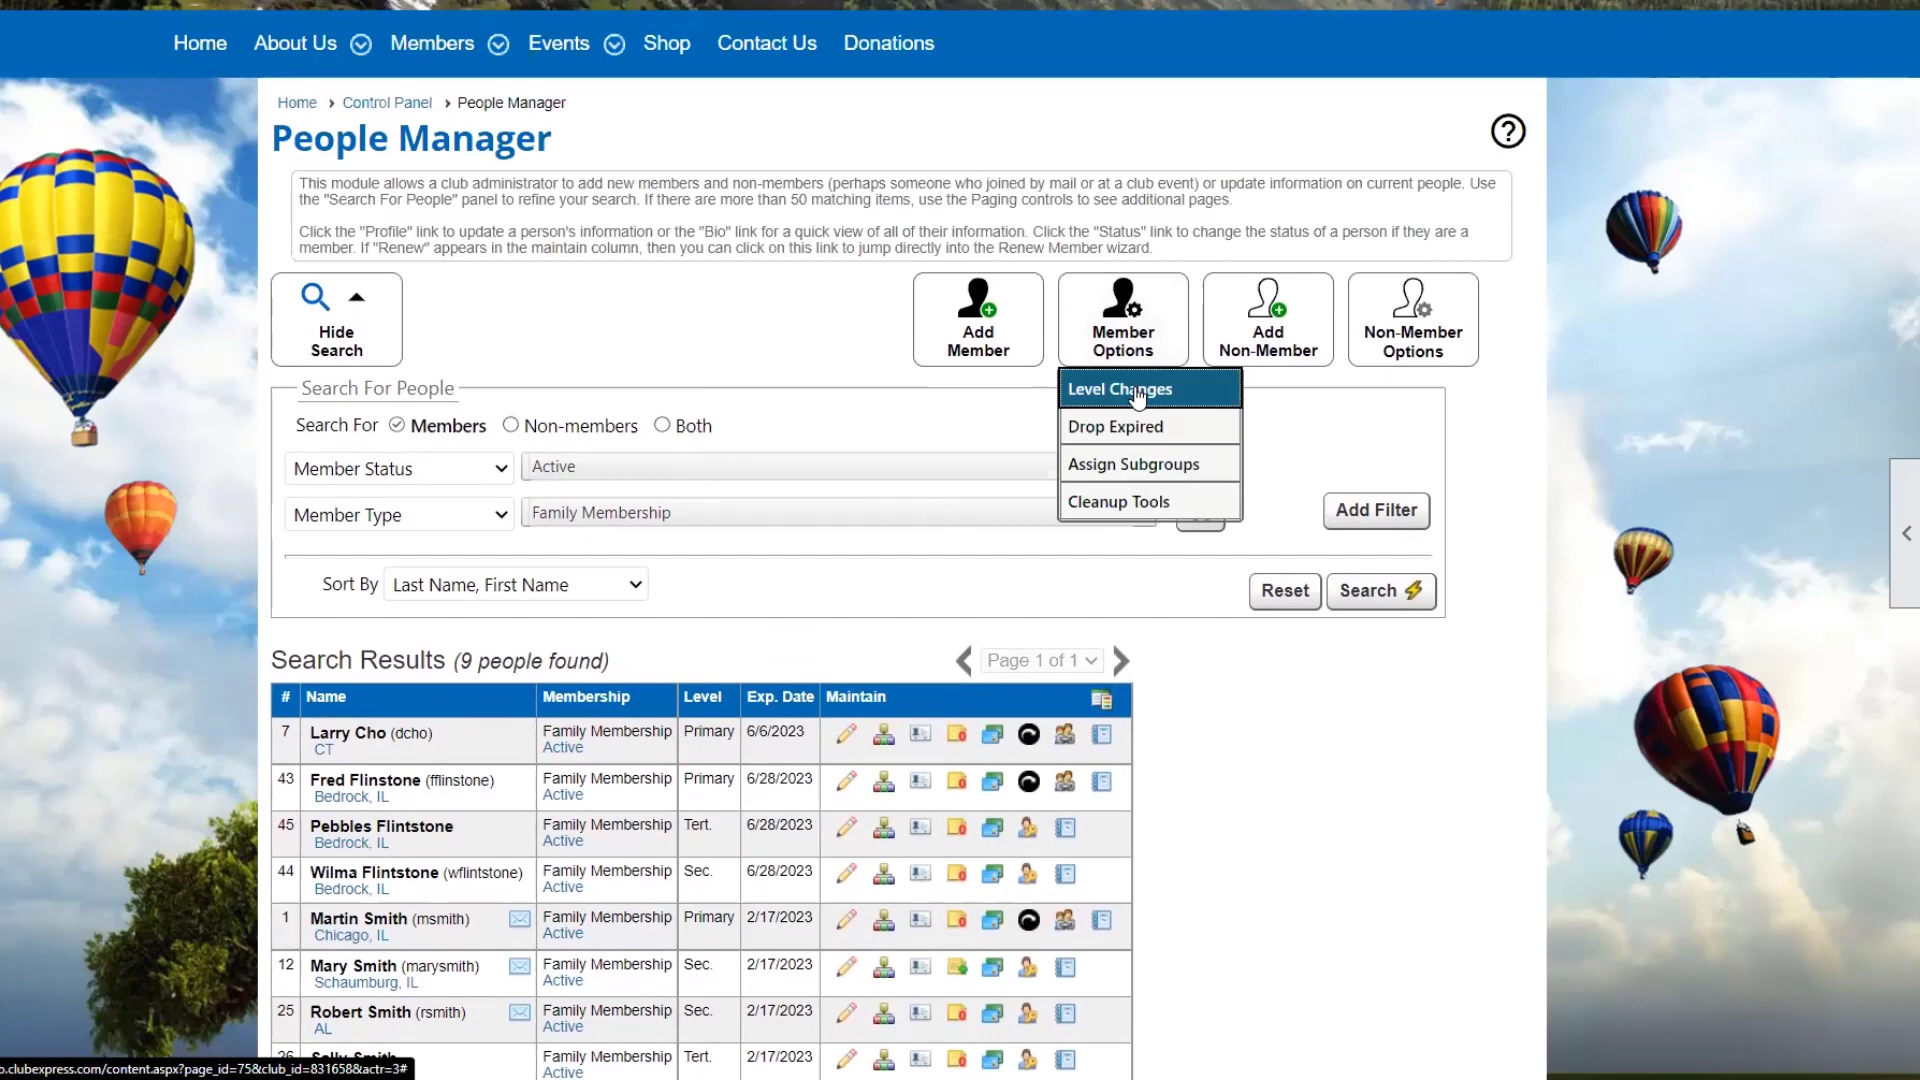 Home About Us Members Events Shop Contact Us Donations
Home › Control Panel › People Manager
People Manager
?
This module allows a club administrator to add new members and non-members (perhaps someone who joined by mail or at a club event) or update information on current people. Use
the "Search For People" panel to refine your search. If there are more than 50 matching items, use the Paging controls to see additional pages.
Click the "Profile" link to update a person's information or the "Bio" link for a quick view of all of their information. Click the "Status" link to change the status of a person if they are a
member. If "Renew" appears in the maintain column, then you can click on this link to jump directly into the Renew Member wizard.
Hide
Search
Add
Member
Member
Options
Add
Non-Member
Non-Member
Options
Level Changes
Drop Expired
Assign Subgroups
Cleanup Tools
Search For People
Search For Members Non-members Both
Member Status Active
Member Type Family Membership
Add Filter
Sort By Last Name, First Name
Reset Search
Search Results (9 people found) Page 1 of 1
# Name Membership Level Exp. Date Maintain
7 Larry Cho (dcho) Family Membership Primary 6/6/2023
CT Active
43 Fred Flinstone (fflinstone) Family Membership Primary 6/28/2023
Bedrock, IL Active
45 Pebbles Flintstone Family Membership Tert. 6/28/2023
Bedrock, IL Active
44 Wilma Flintstone (wflintstone) Family Membership Sec. 6/28/2023
Bedrock, IL Active
1 Martin Smith (msmith) Family Membership Primary 2/17/2023
Chicago, IL Active
12 Mary Smith (marysmith) Family Membership Sec. 2/17/2023
Schaumburg, IL Active
25 Robert Smith (rsmith) Family Membership Sec. 2/17/2023
AL Active
26 Sally Smith Family Membership Tert. 2/17/2023
Active
o.clubexpress.com/content.aspx?page_id=75&club_id=831658&actr=3#